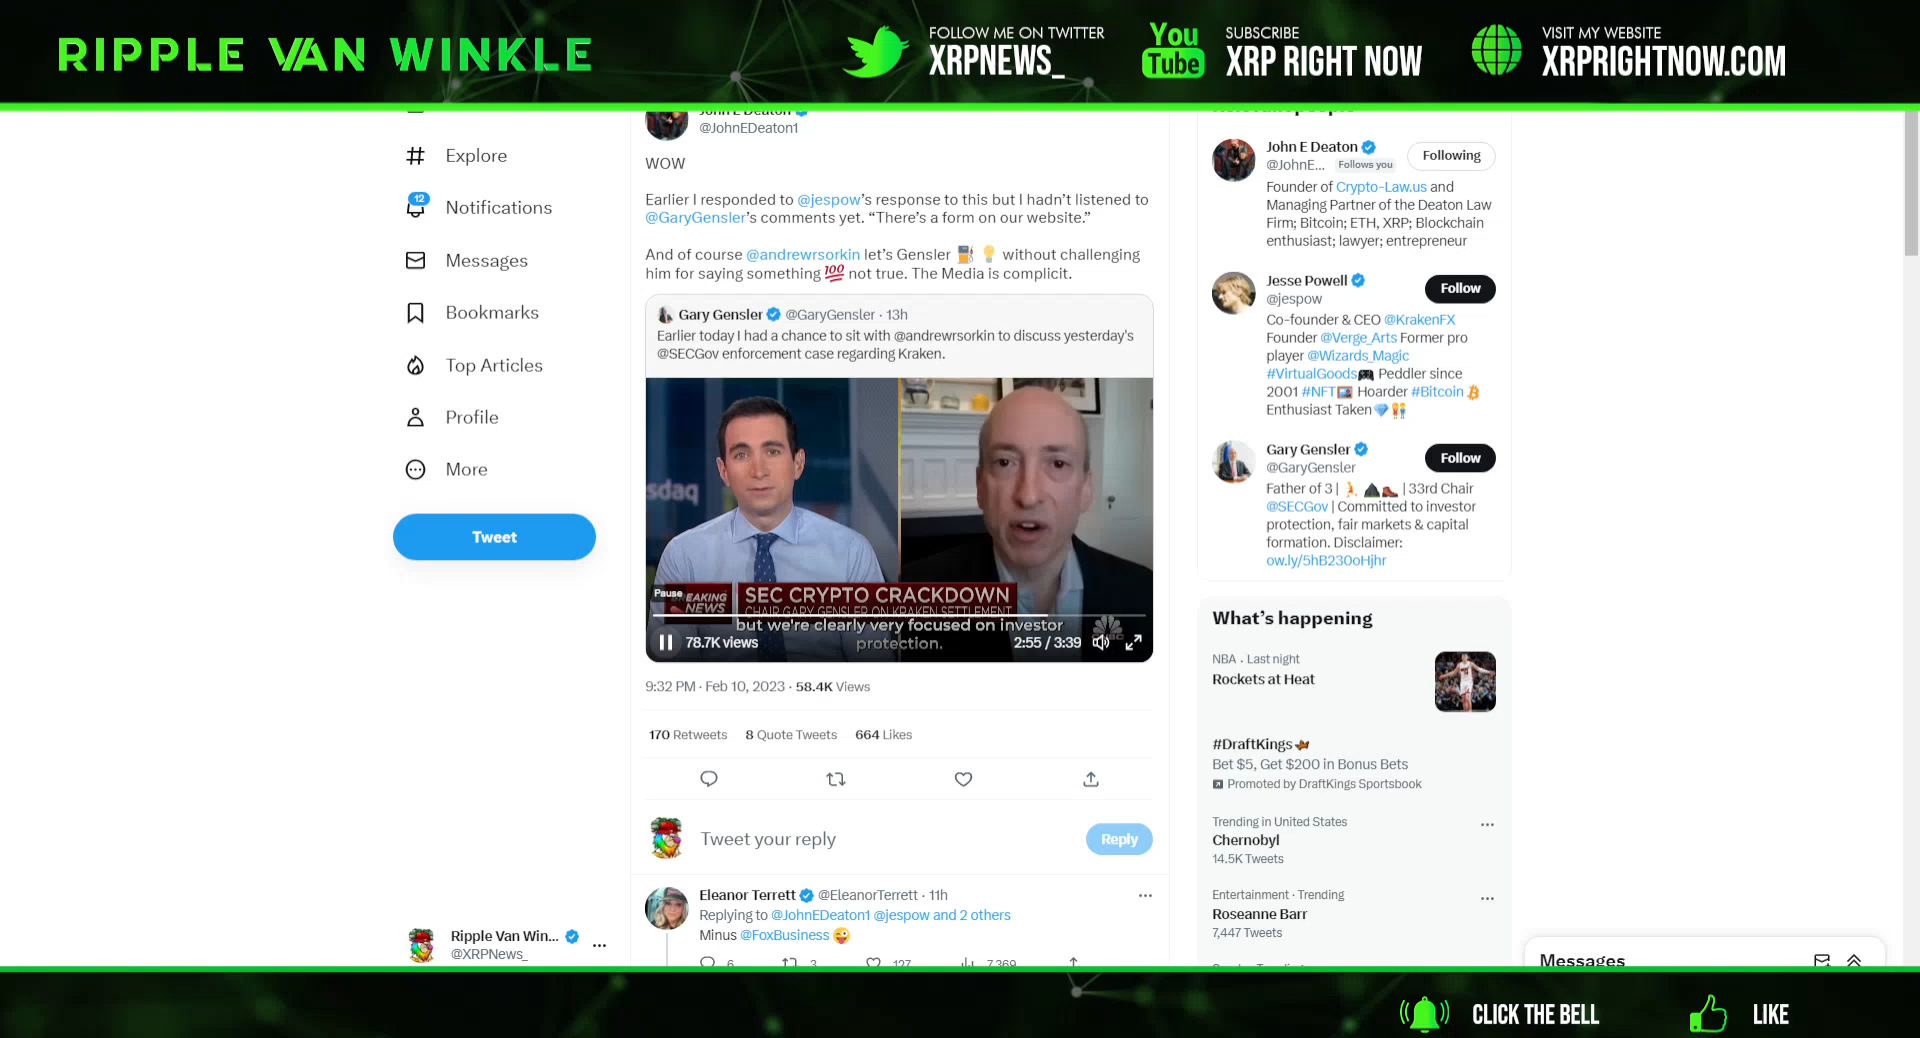 RIPPLE VAN WINKLE
FOLLOW ME ON TWITTER
XRPNEWS_
You
Tube
SUBSCRIBE
XRP RIGHT NOW
VISIT MY WEBSITE
XRPRIGHTNOW.COM
Explore
12
Notifications
Messages
Bookmarks
Top Articles
Profile
More
Tweet
Ripple Van Win...
@XRPNews_
John E Deaton
@JohnEDeaton1
WOW
Earlier I responded to @jespow’s response to this but I hadn’t listened to
@GaryGensler’s comments yet. “There’s a form on our website.”
And of course @andrewrsorkin let’s Gensler ⛽💡 without challenging
him for saying something 💯 not true. The Media is complicit.
Gary Gensler @GaryGensler · 13h
Earlier today I had a chance to sit with @andrewrsorkin to discuss yesterday's
@SECGov enforcement case regarding Kraken.
sdaq
Pause
BREAKING
NEWS
SEC CRYPTO CRACKDOWN
CHAIR GARY GENSLER ON KRAKEN SETTLEMENT
but we're clearly very focused on investor
protection.
78.7K views
2:55 / 3:39
9:32 PM · Feb 10, 2023 · 58.4K Views
170 Retweets 8 Quote Tweets 664 Likes
Tweet your reply
Reply
Eleanor Terrett @EleanorTerrett · 11h
Replying to @JohnEDeaton1 @jespow and 2 others
Minus @FoxBusiness 😜
6 3 127 7,369
John E Deaton
@JohnE... Follows you
Following
Founder of Crypto-Law.us and
Managing Partner of the Deaton Law
Firm; Bitcoin; ETH, XRP; Blockchain
enthusiast; lawyer; entrepreneur
Jesse Powell
@jespow
Follow
Co-founder & CEO @KrakenFX
Founder @Verge_Arts Former pro
player @Wizards_Magic
#VirtualGoods🎮 Peddler since
2001 #NFT🖼 Hoarder #Bitcoin
Enthusiast Taken💎👫
Gary Gensler
@GaryGensler
Follow
Father of 3 | | 33rd Chair
@SECGov | Committed to investor
protection, fair markets & capital
formation. Disclaimer:
ow.ly/5hB230oHjhr
What’s happening
NBA · Last night
Rockets at Heat
#DraftKings
Bet $5, Get $200 in Bonus Bets
Promoted by DraftKings Sportsbook
Trending in United States
Chernobyl
14.5K Tweets
Entertainment · Trending
Roseanne Barr
7,447 Tweets
Messages
CLICK THE BELL
LIKE